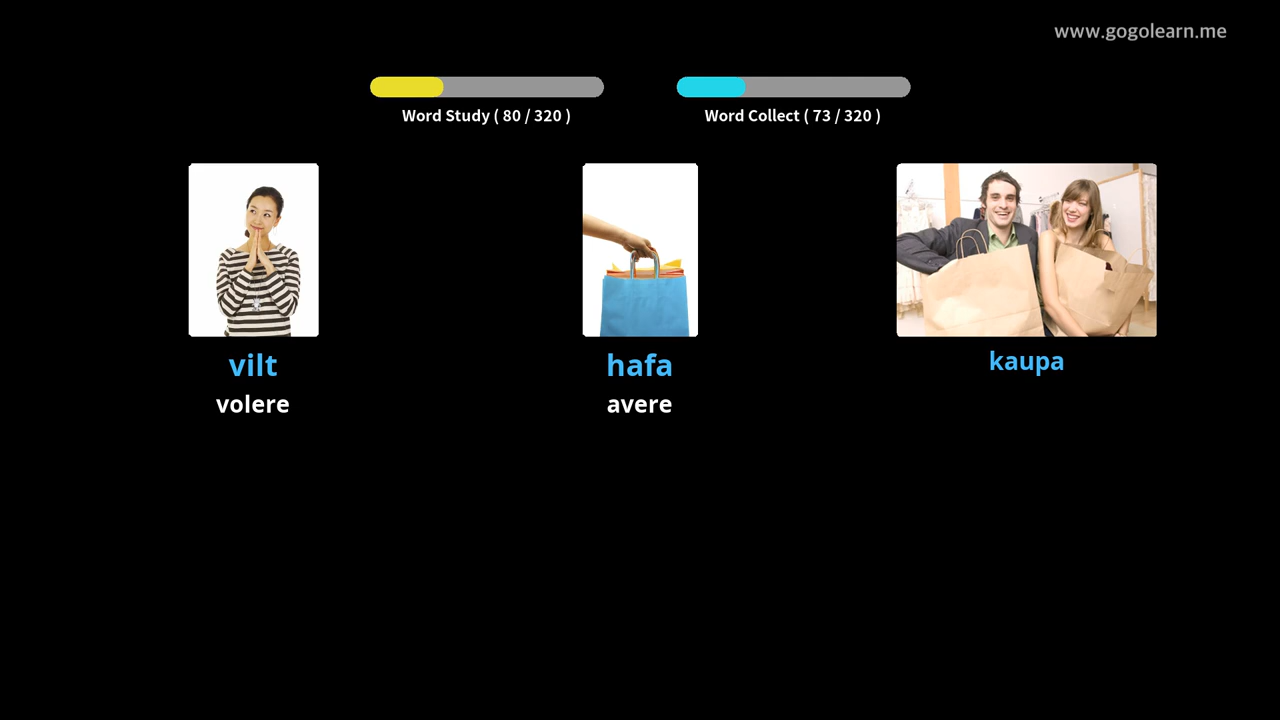 www.gogolearn.me
Word Study ( 80 / 320 )
Word Collect ( 73 / 320 )
vilt
volere
hafa
avere
kaupa